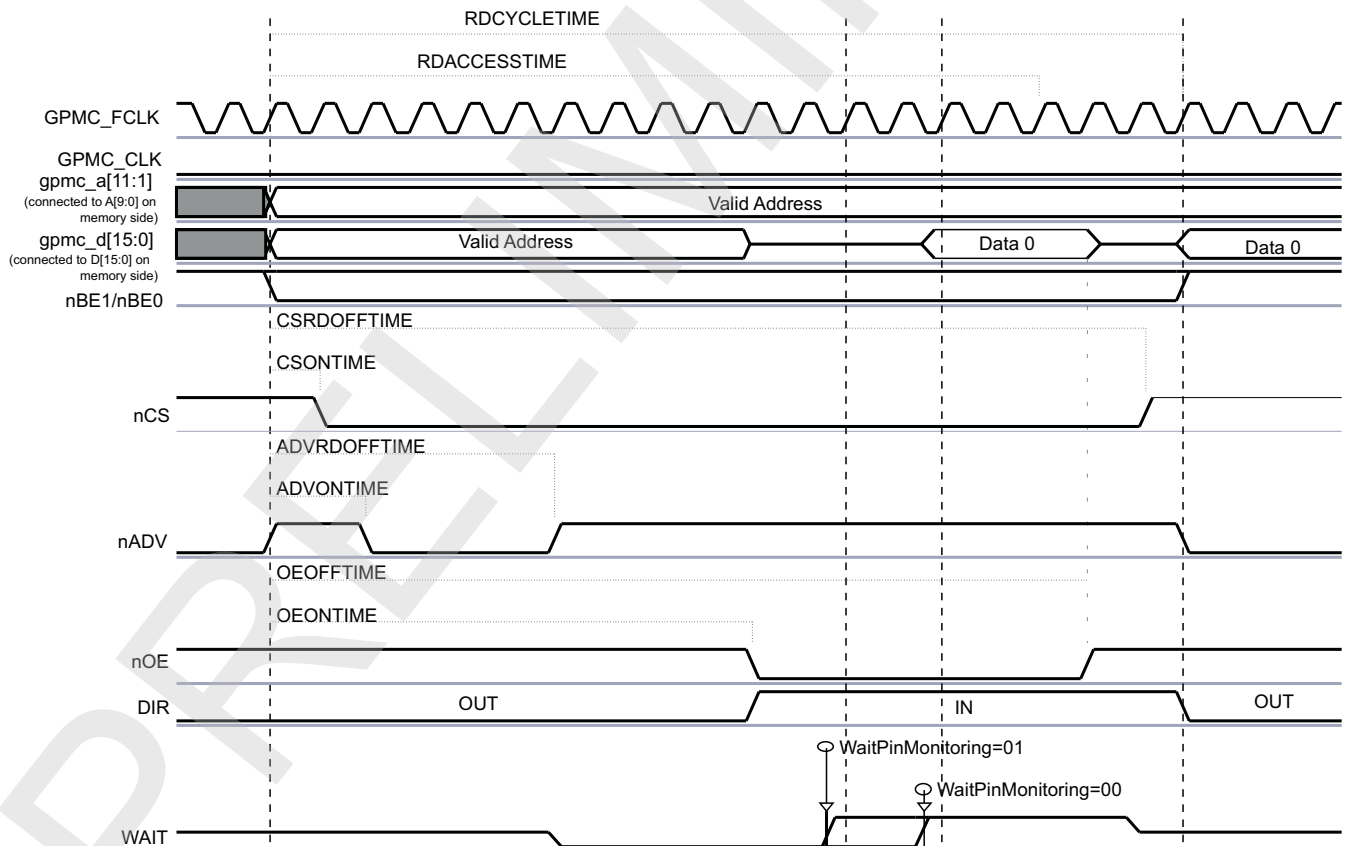 RDCYCLETIME
RDACCESSTIME
GPMC_FCLK
GPMC_CLK
gpmc_a[11:1]
(connected to A[9:0] on
memory side)
Valid Address
gpmc_d[15:0]
(connected to D[15:0] on
memory side)
Valid Address
Data 0
Data 0
nBE1/nBE0
CSRDOFFTIME
CSONTIME
nCS
ADVRDOFFTIME
ADVONTIME
nADV
OEOFFTIME
OEONTIME
nOE
DIR
OUT
IN
OUT
WaitPinMonitoring=01
WaitPinMonitoring=00
WAIT